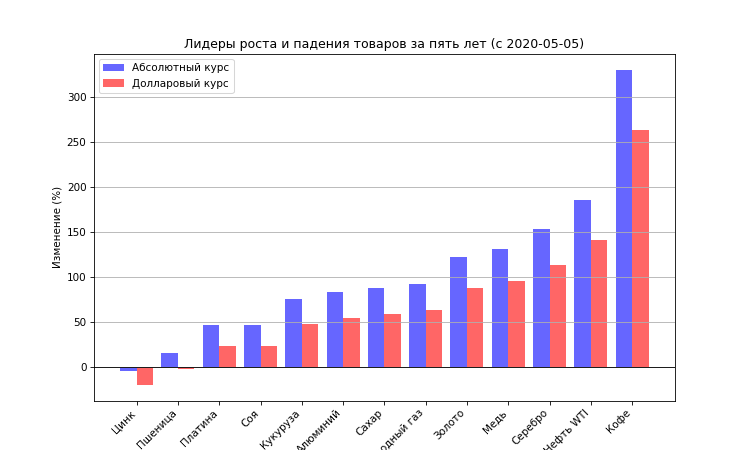 Лидеры роста и падения товаров за пять лет (с 2020-05-05)
Абсолютный курс
Долларовый курс
Изменение (%)
300
250
200
150
100
50
0
Цинк
Пшеница
Платина
Соя
Кукуруза
Алюминий
Сахар
одный газ
Золото
Медь
Серебро
Нефть WTI
Кофе